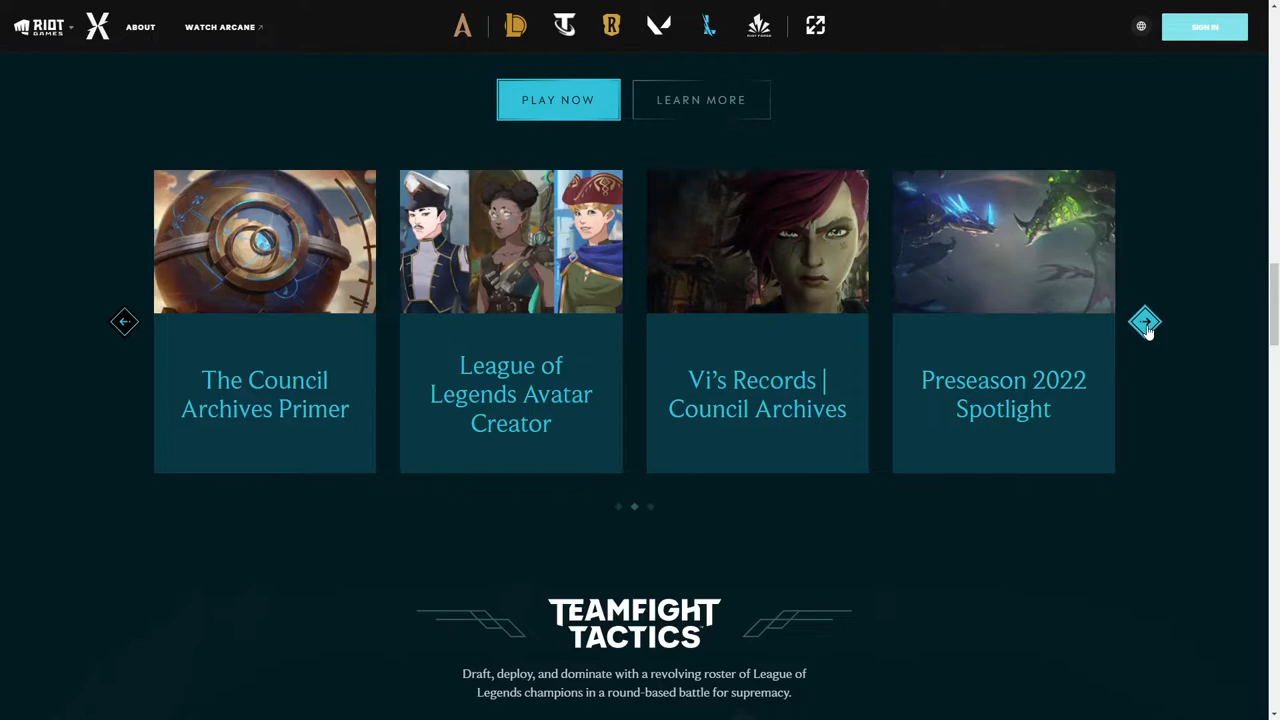 RIOT
GAMES
ABOUT
WATCH ARCANE
R
SIGN IN
PLAY NOW
LEARN MORE
The Council
Archives Primer
League of
Legends Avatar
Creator
Vi's Records |
Council Archives
Preseason 2022
Spotlight
TEAMFIGHT
TACTICS
Draft, deploy, and dominate with a revolving roster of League of
Legends champions in a round-based battle for supremacy.